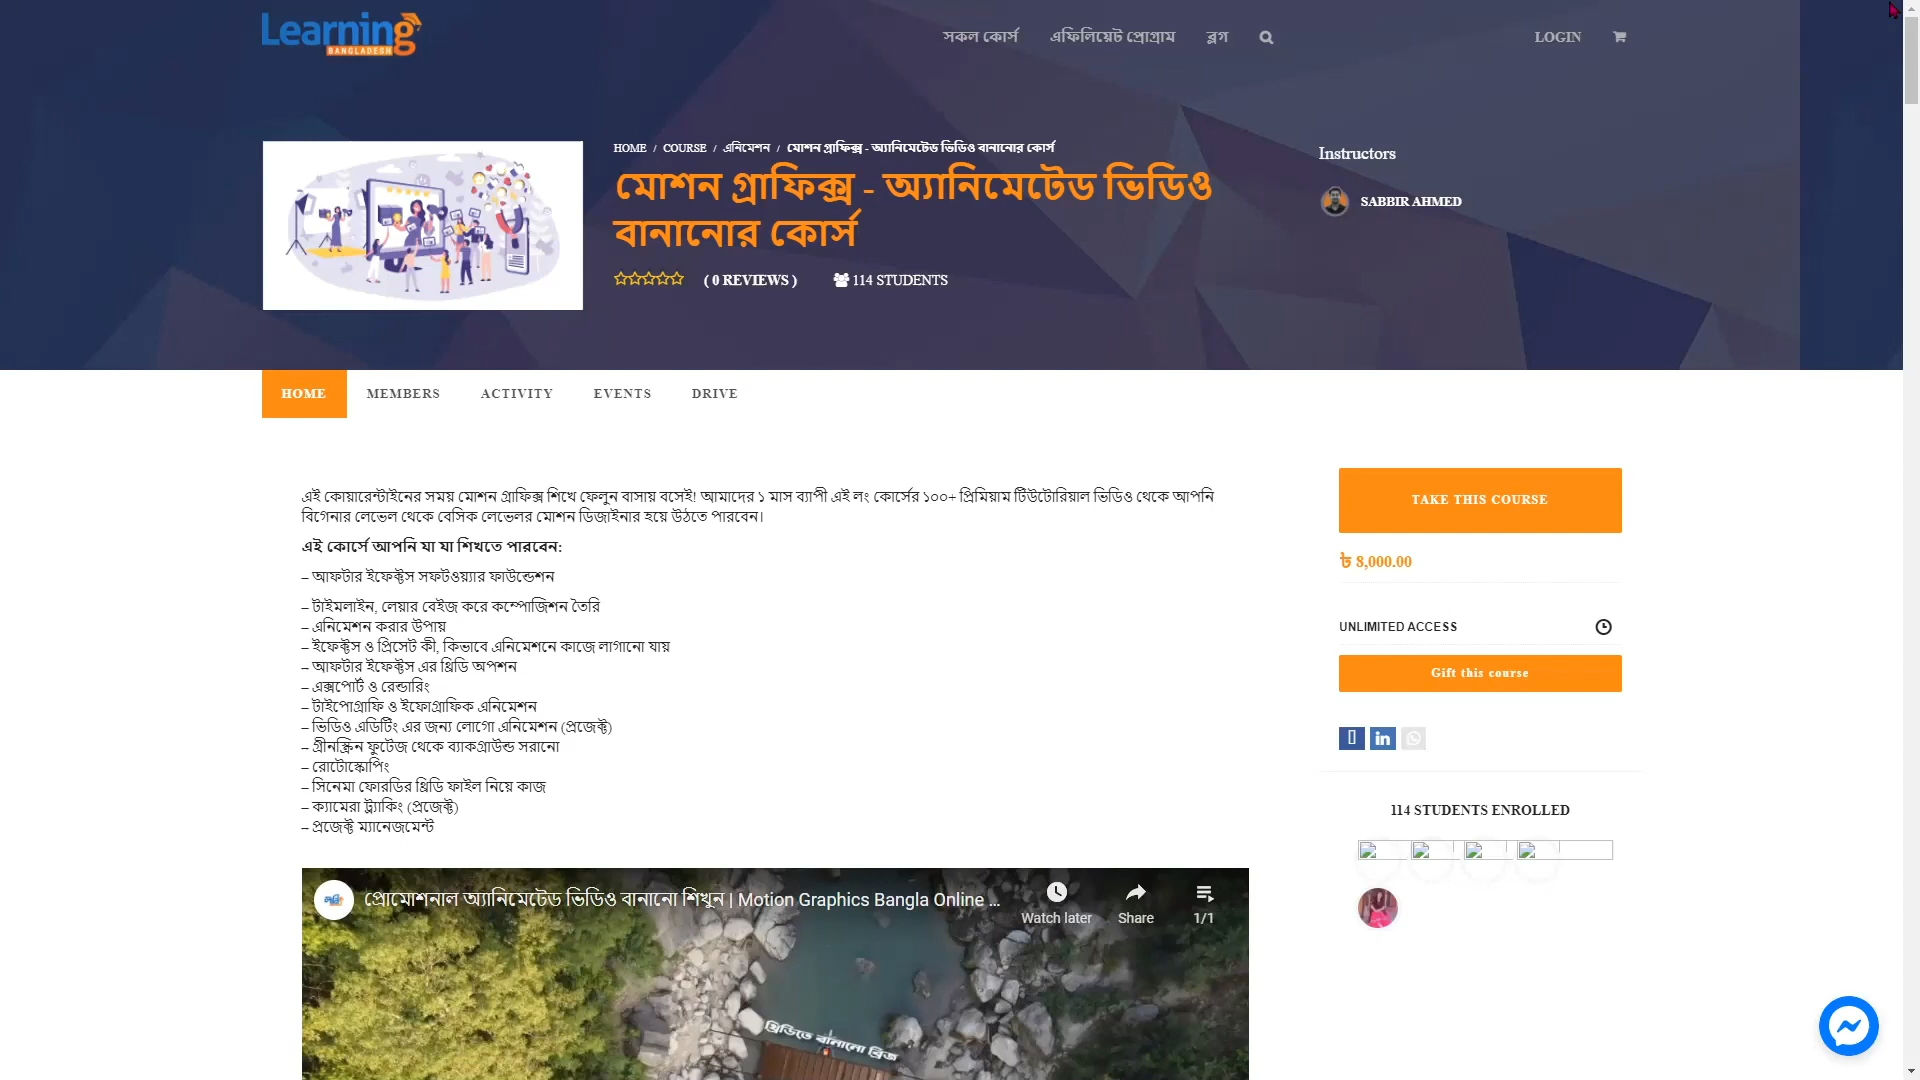 Learning
BANGLADESH
সকল কোর্স
এফিলিয়েট প্রোগ্রাম
ব্লগ
LOGIN
HOME / COURSE / এনিমেশন / মোশন গ্রাফিক্স - অ্যানিমেটেড ভিডিও বানানোর কোর্স
মোশন গ্রাফিক্স - অ্যানিমেটেড ভিডিও
বানানোর কোর্স
( 0 REVIEWS )
114 STUDENTS
Instructors
SABBIR AHMED
HOME
MEMBERS
ACTIVITY
EVENTS
DRIVE
এই কোয়ারেন্টাইনের সময় মোশন গ্রাফিক্স শিখে ফেলুন বাসায় বসেই! আমাদের ১ মাস ব্যাপী এই লং কোর্সের ১০০+ প্রিমিয়াম টিউটোরিয়াল ভিডিও থেকে আপনি
বিগেনার লেভেল থেকে বেসিক লেভেলর মোশন ডিজাইনার হয়ে উঠতে পারবেন।
এই কোর্সে আপনি যা যা শিখতে পারবেন:
– আফটার ইফেক্টস সফটওয়্যার ফাউন্ডেশন
– টাইমলাইন, লেয়ার বেইজ করে কম্পোজিশন তৈরি
– এনিমেশন করার উপায়
– ইফেক্টস ও প্রিসেট কী, কিভাবে এনিমেশনে কাজে লাগানো যায়
– আফটার ইফেক্টস এর থ্রিডি অপশন
– এক্সপোর্ট ও রেন্ডারিং
– টাইপোগ্রাফি ও ইফোগ্রাফিক এনিমেশন
– ভিডিও এডিটিং এর জন্য লোগো এনিমেশন (প্রজেক্ট)
– গ্রীনস্ক্রিন ফুটেজ থেকে ব্যাকগ্রাউন্ড সরানো
– রোটোস্কোপিং
– সিনেমা ফোরডির থ্রিডি ফাইল নিয়ে কাজ
– ক্যামেরা ট্র্যাকিং (প্রজেক্ট)
– প্রজেক্ট ম্যানেজমেন্ট
TAKE THIS COURSE
৳ 8,000.00
UNLIMITED ACCESS
Gift this course
114 STUDENTS ENROLLED
প্রোমোশনাল অ্যানিমেটেড ভিডিও বানানো শিখুন | Motion Graphics Bangla Online ...
Watch later
Share
1/1
থ্রিডিতে বানানো ব্রিজ